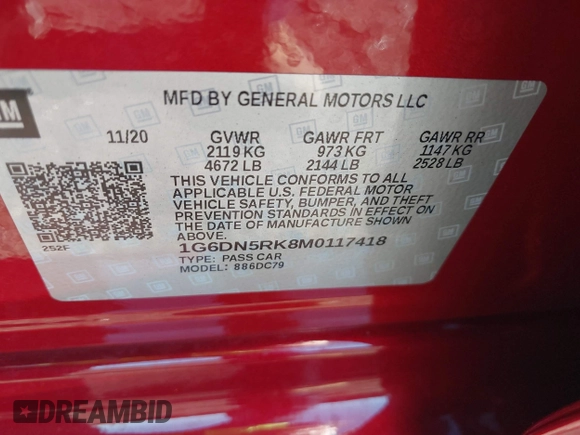 GM
MFD BY GENERAL MOTORS LLC
11/20 GVWR GAWR FRT GAWR RR
2119 KG 973 KG 1147 KG
4672 LB 2144 LB 2528 LB
THIS VEHICLE CONFORMS TO ALL
APPLICABLE U.S. FEDERAL MOTOR
VEHICLE SAFETY, BUMPER, AND THEFT
PREVENTION STANDARDS IN EFFECT ON
THE DATE OF MANUFACTURE SHOWN
ABOVE.
252F
1G6DN5RK8M0117418
TYPE: PASS CAR
MODEL: 886DC79
DREAMBID